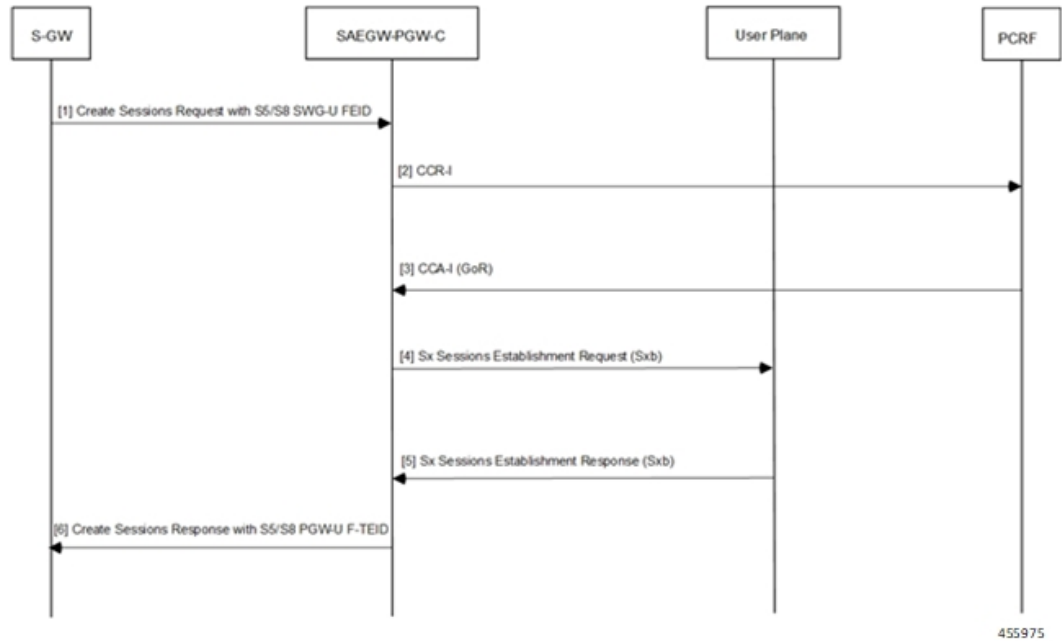 S-GW
SAEGW-PGW-C
User Plane
PCRF
[1] Create Sessions Request with S5/S8 SWG-U FEID
[2] CCR-I
[3] CCA-I (GoR)
[4] Sx Sessions Establishment Request (Sxb)
[5] Sx Sessions Establishment Response (Sxb)
[6] Create Sessions Response with S5/S8 PGW-U F-TEID
455975